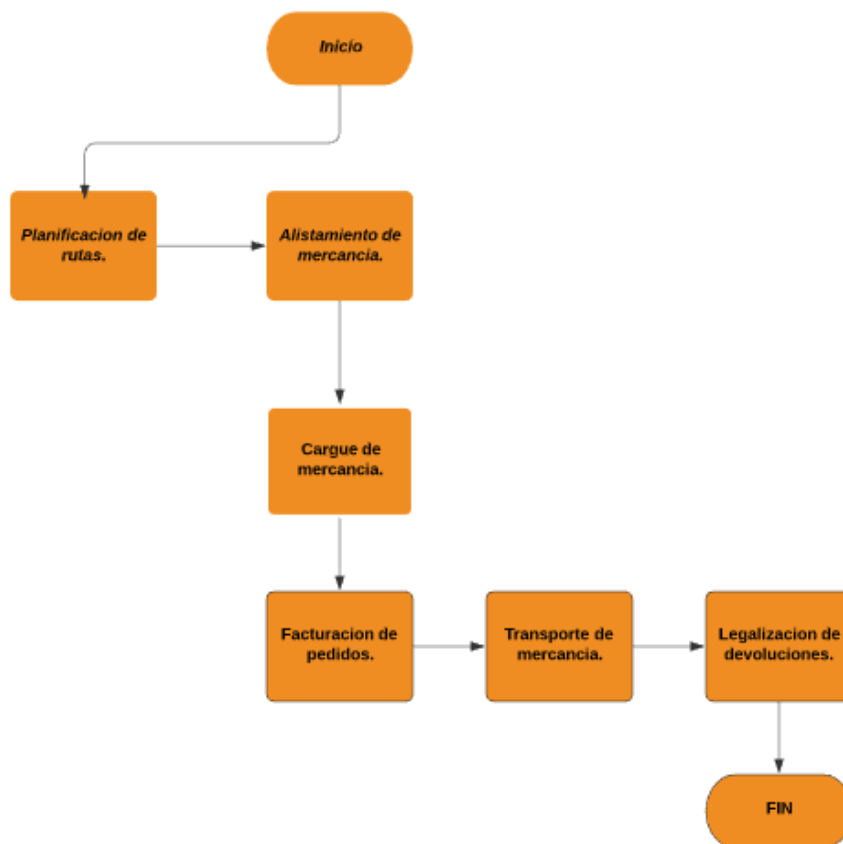 Inicio
Planificacion de
rutas.
Alistamiento de
mercancia.
Cargue de
mercancia.
Facturacion de
pedidos.
Transporte de
mercancia.
Legalizacion de
devoluciones.
FIN